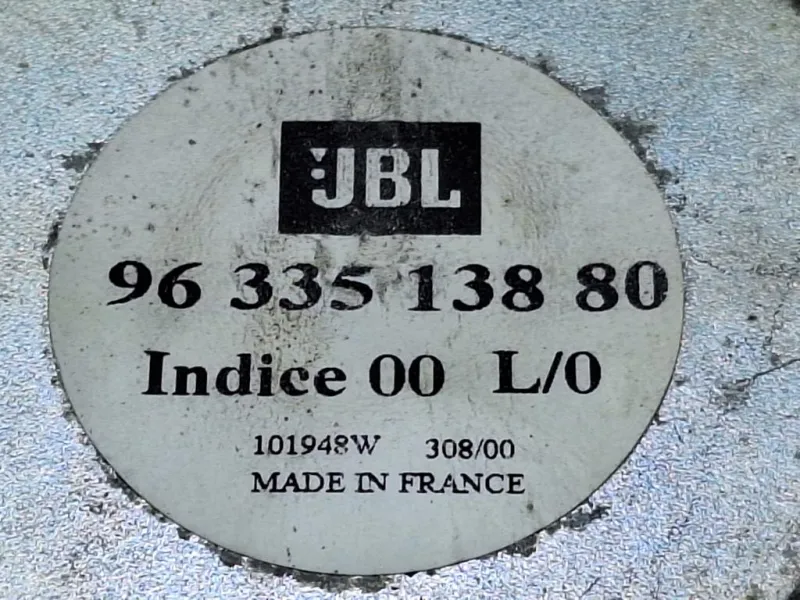 JBL
96 335 138 80
Indice 00 L/0
101948W 308/00
MADE IN FRANCE